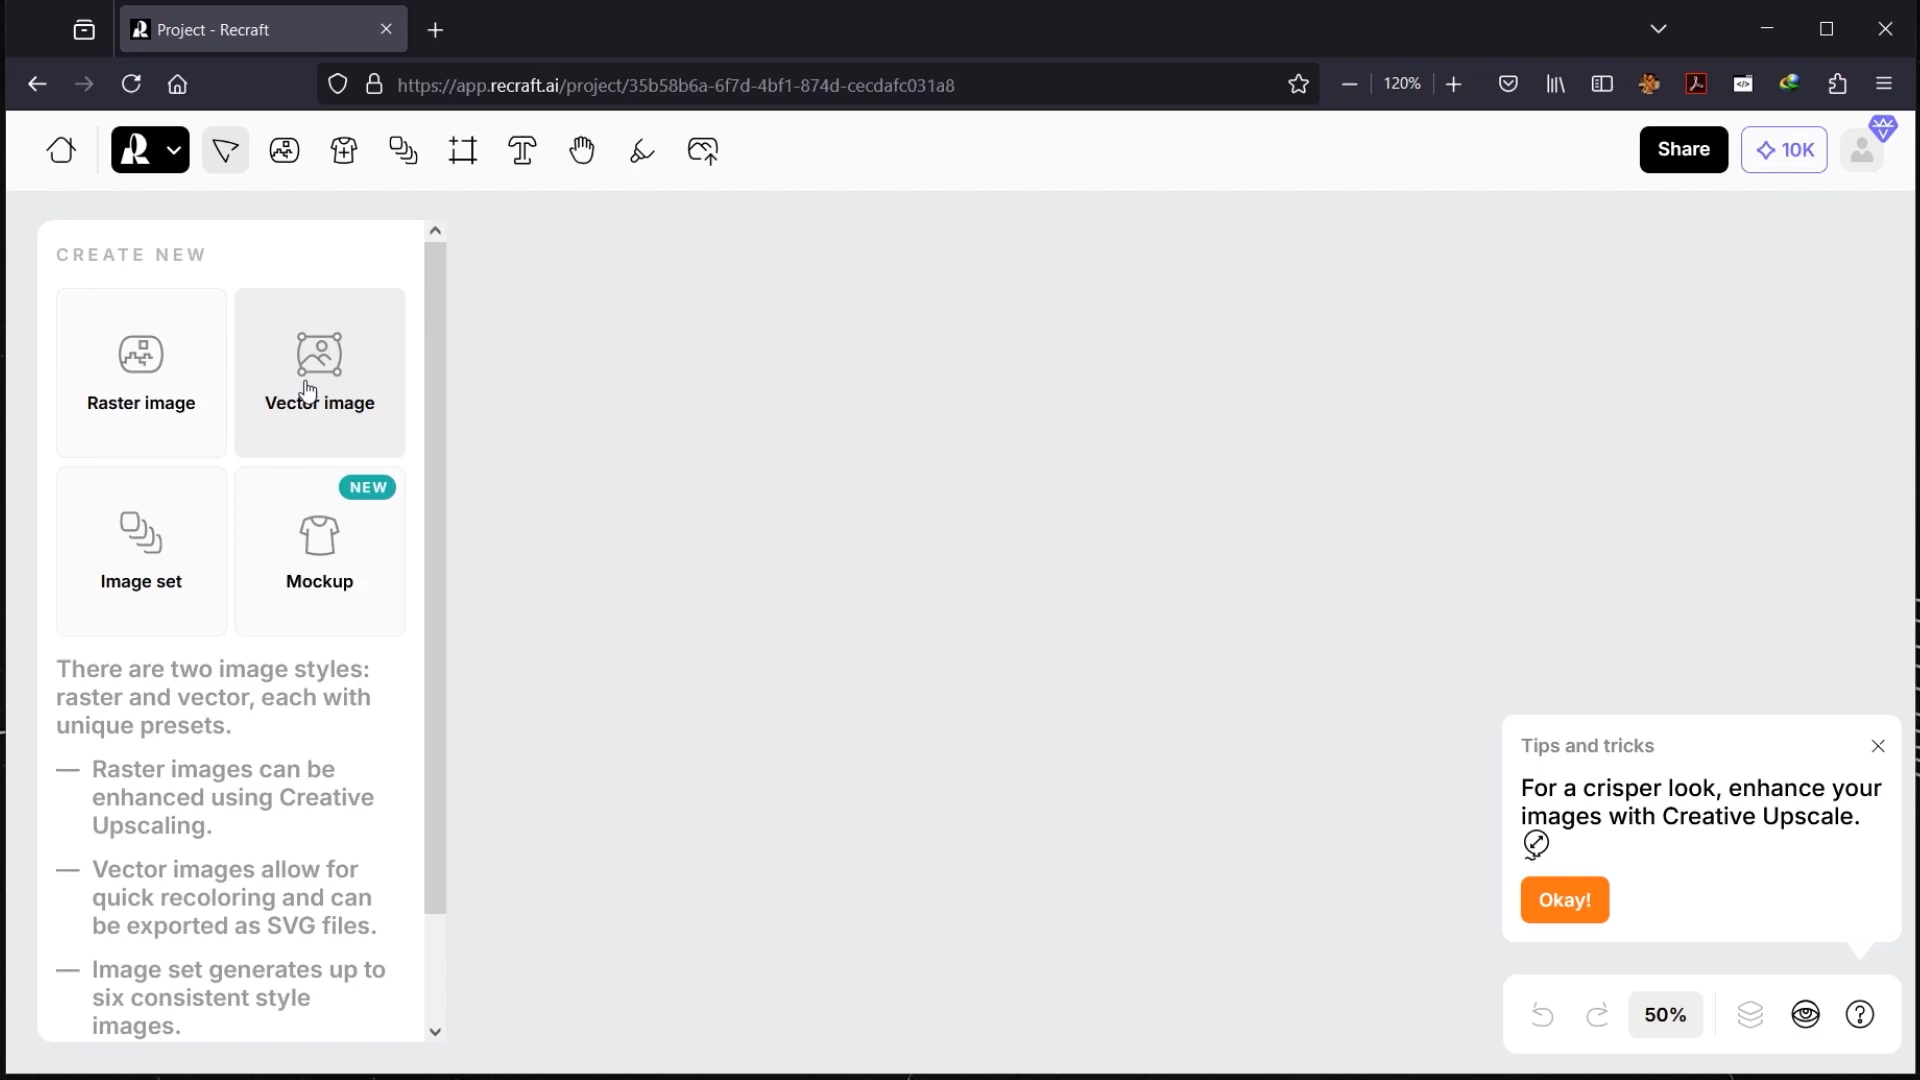 Project - Recraft
https://app.recraft.ai/project/35b58b6a-6f7d-4bf1-874d-cecdafc031a8
120%
Share
10K
CREATE NEW
Raster image
Vector image
NEW
Image set
Mockup
There are two image styles:
raster and vector, each with
unique presets.
— Raster images can be
enhanced using Creative
Upscaling.
— Vector images allow for
quick recoloring and can
be exported as SVG files.
— Image set generates up to
six consistent style
images.
Tips and tricks
For a crisper look, enhance your
images with Creative Upscale.
Okay!
50%